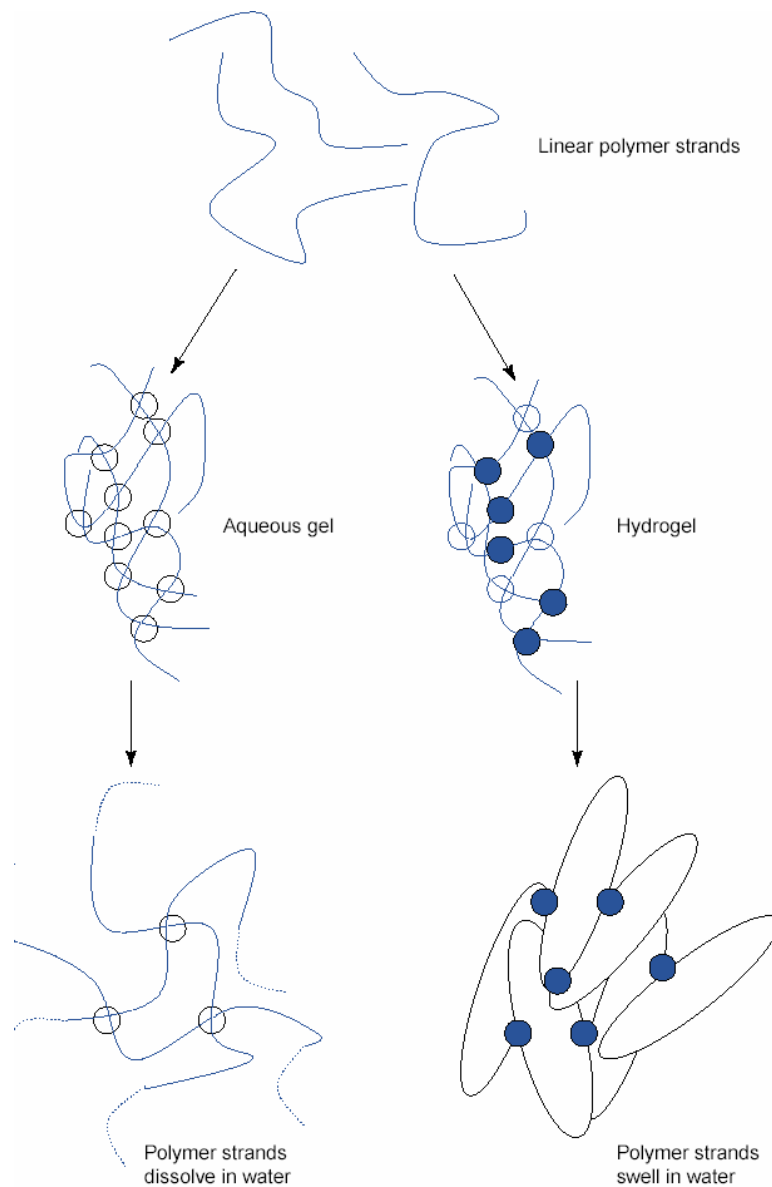 Linear polymer strands
Aqueous gel
Hydrogel
Polymer strands
dissolve in water
Polymer strands
swell in water